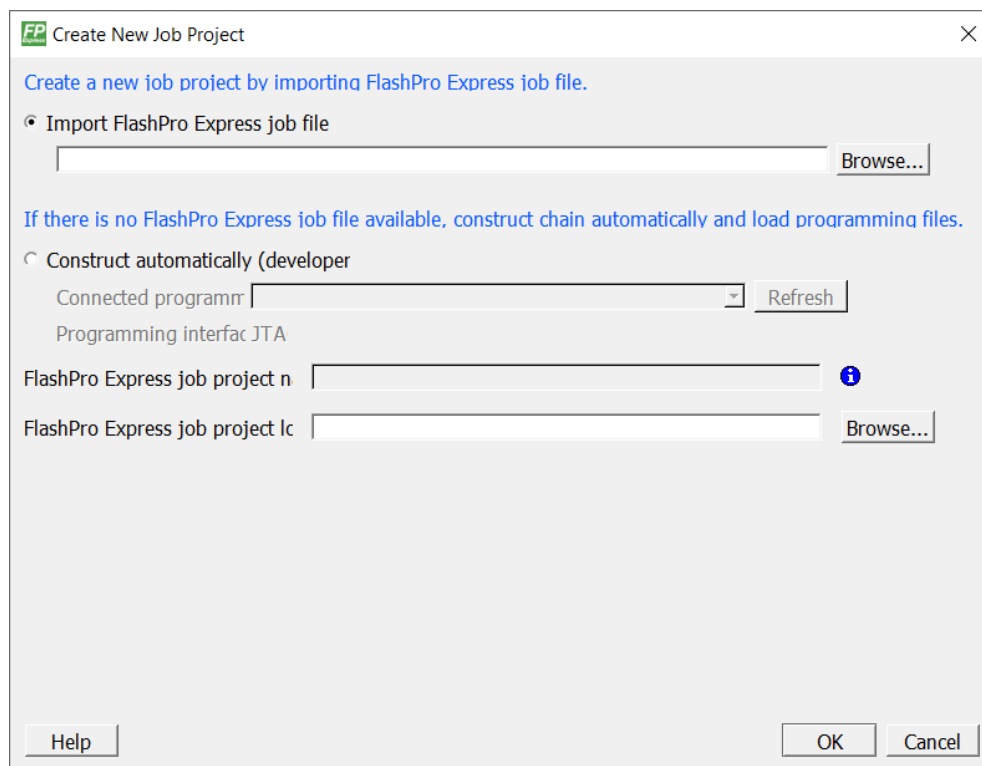 FP Express Create New Job Project
Create a new job project by importing FlashPro Express job file.
Import FlashPro Express job file
Browse...
If there is no FlashPro Express job file available, construct chain automatically and load programming files.
Construct automatically (developer
Connected programm Refresh
Programming interfac JTA
FlashPro Express job project n
FlashPro Express job project lo Browse...
Help OK Cancel